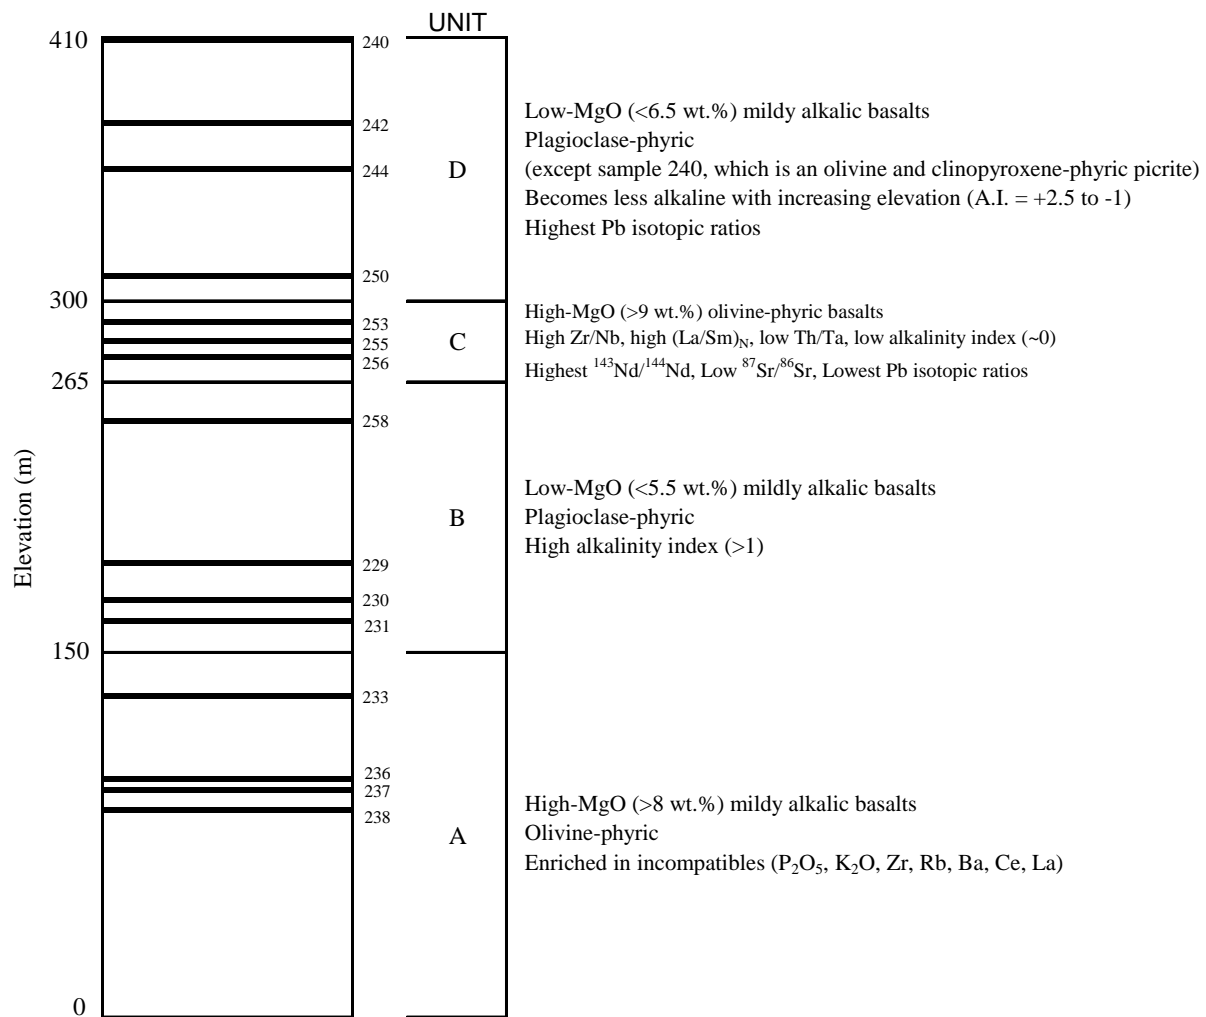 UNIT
410
240
242
Low-MgO (<6.5 wt.%) mildy alkalic basalts
Plagioclase-phyric
244
D
(except sample 240, which is an olivine and clinopyroxene-phyric picrite)
Becomes less alkaline with increasing elevation (A.I. = +2.5 to -1)
Highest Pb isotopic ratios
250
300
High-MgO (>9 wt.%) olivine-phyric basalts
253
High Zr/Nb, high (La/Sm)N, low Th/Ta, low alkalinity index (~0)
255
C
256
Highest 143Nd/144Nd, Low 87Sr/86Sr, Lowest Pb isotopic ratios
265
258
Elevation (m)
Low-MgO (<5.5 wt.%) mildly alkalic basalts
B
Plagioclase-phyric
High alkalinity index (>1)
229
230
231
150
233
236
237
238
High-MgO (>8 wt.%) mildy alkalic basalts
A
Olivine-phyric
Enriched in incompatibles (P2O5, K2O, Zr, Rb, Ba, Ce, La)
0